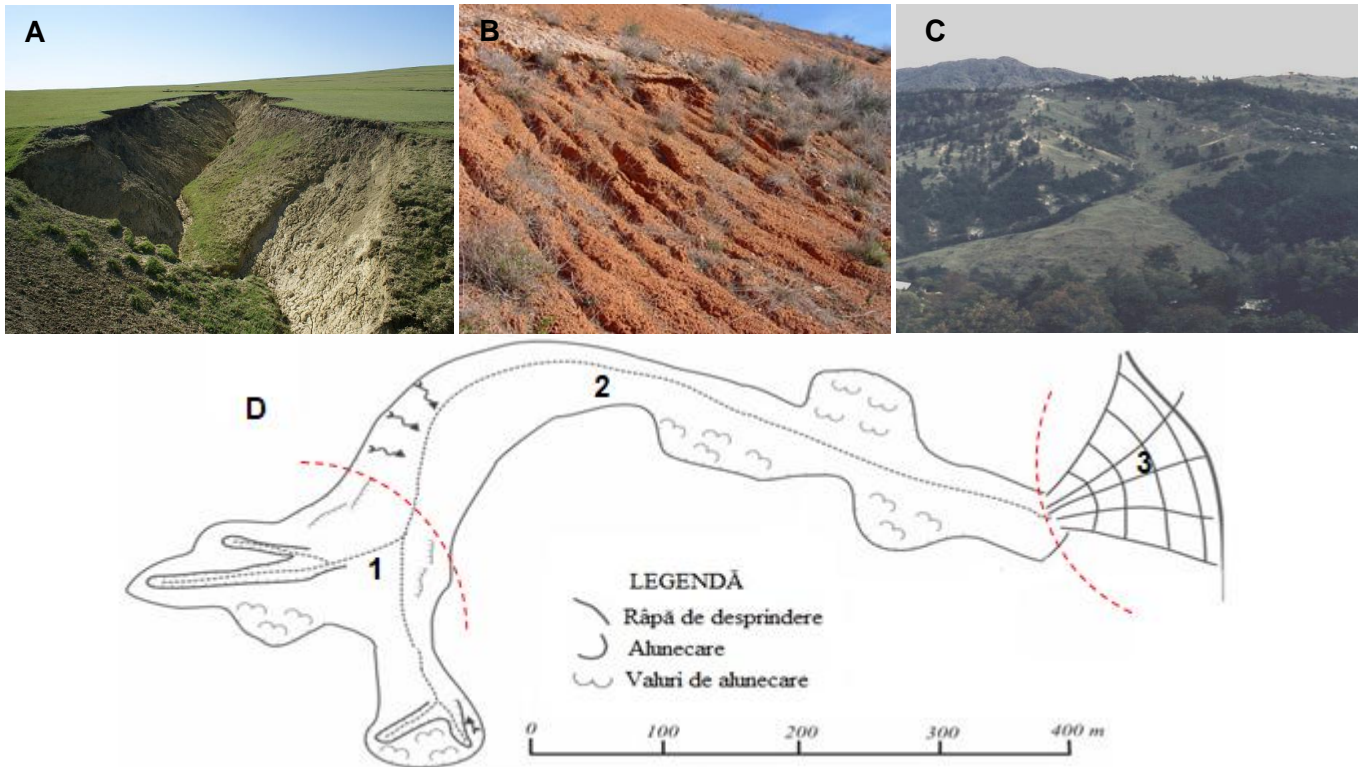 A
B
C
D
1
2
3
LEGENDĂ
Râpă de desprindere
Alunecare
Valuri de alunecare
0 100 200 300 400 m